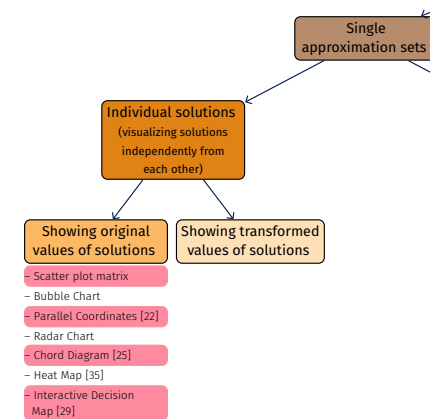 Single
approximation sets
Individual solutions
(visualizing solutions
independently from
each other)
Showing original
values of solutions
Showing transformed
values of solutions
– Scatter plot matrix
– Bubble Chart
– Parallel Coordinates [22]
– Radar Chart
– Chord Diagram [25]
– Heat Map [35]
– Interactive Decision
Map [29]